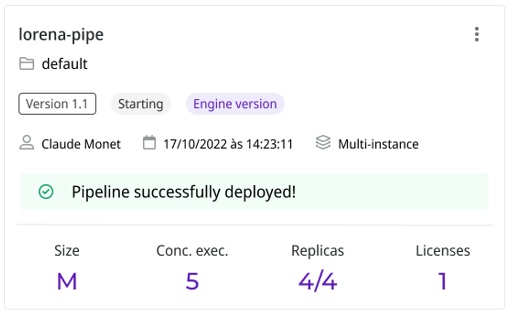 lorena-pipe
default
Version 1.1 Starting Engine version
Claude Monet 17/10/2022 às 14:23:11 Multi-instance
Pipeline successfully deployed!
Size Conc. exec. Replicas Licenses
M 5 4/4 1